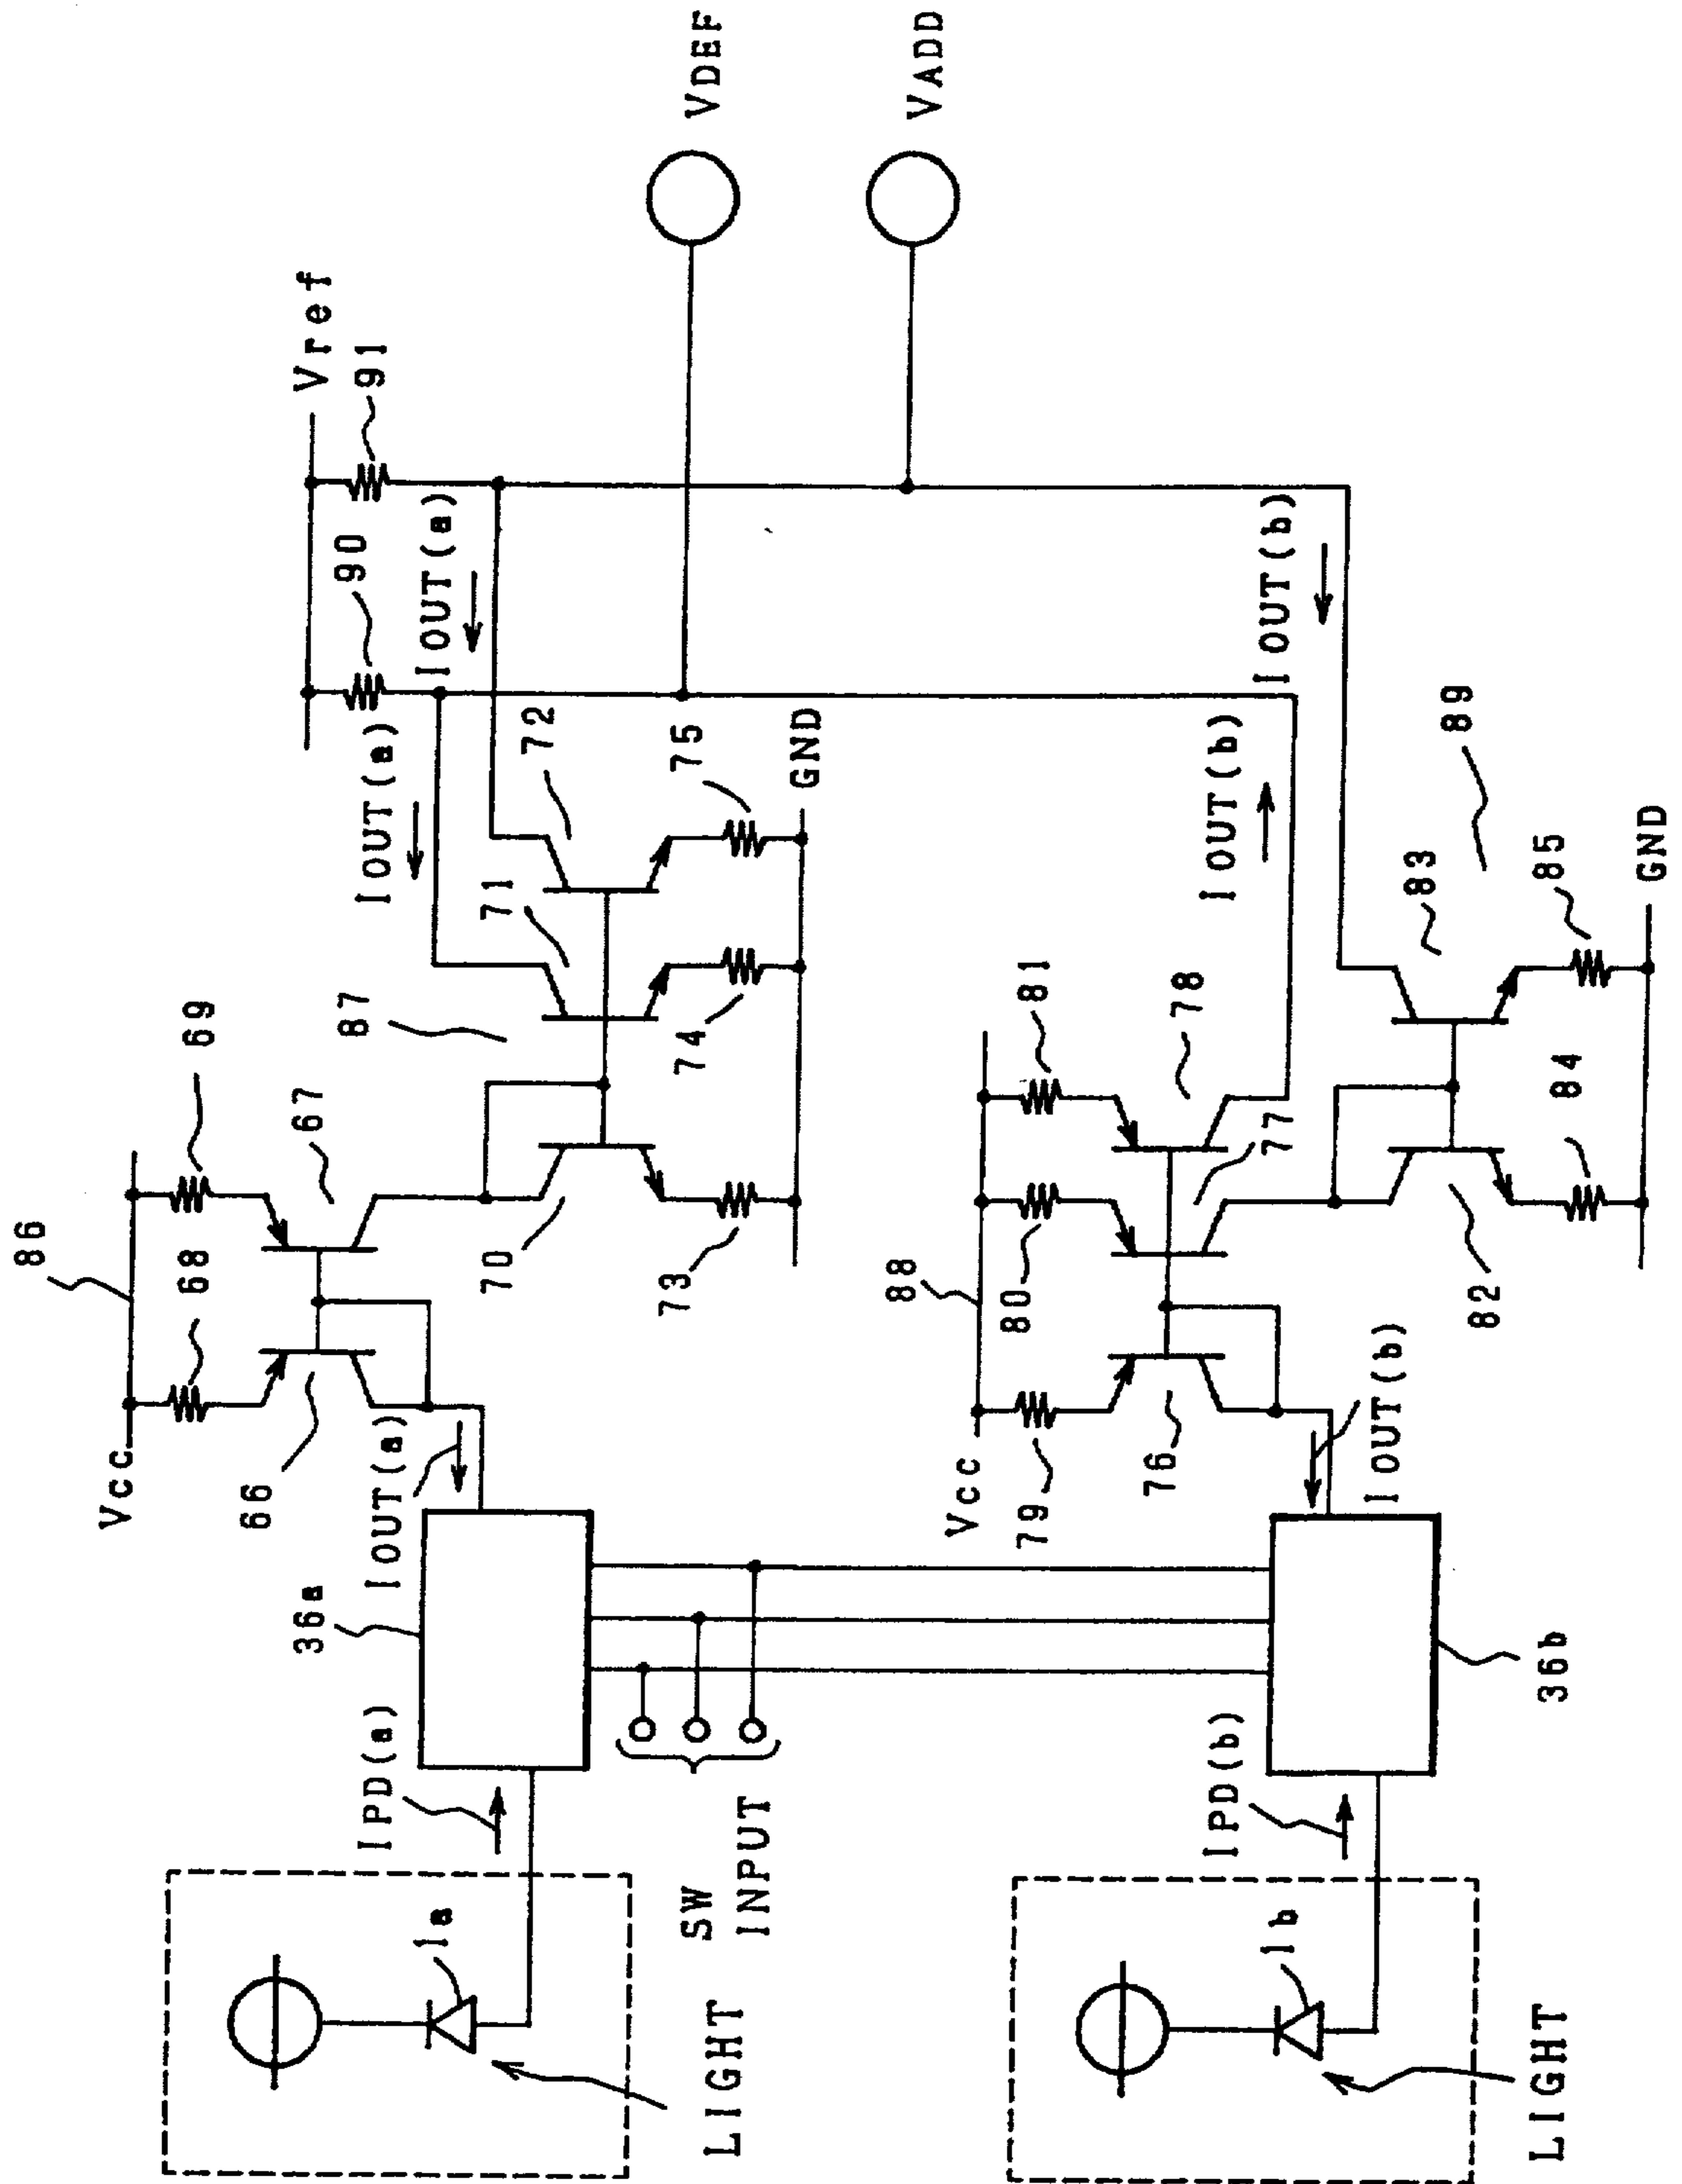 Vcc
86
68
69
66
67
IOUT(a)
36a
IPD(a)
1a
LIGHT
SW
INPUT
87
70
71
72
73
74
75
GND
IOUT(a)
IOUT(a)
90
91
Vref
VDEF
VADD
Vcc
88
79
80
81
76
77
78
IOUT(b)
IOUT(b)
IOUT(b)
IPD(b)
1b
LIGHT
36b
82
83
84
85
89
GND